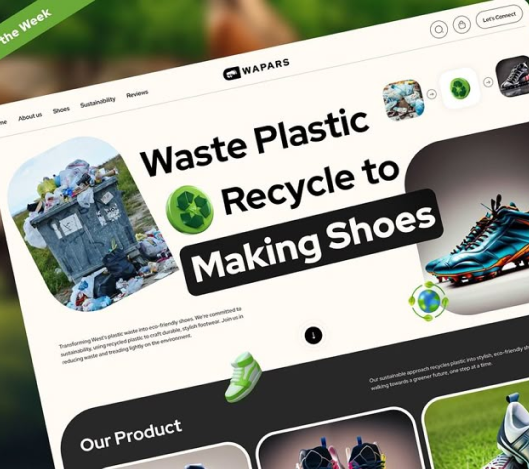 the Week
WAPARS
Let's Connect
me
About us
Shoes
Sustainability
Reviews
Waste Plastic
Recycle to
Making Shoes
Transforming West's plastic waste into eco-friendly shoes. We're committed to
sustainability, using recycled plastic to craft durable, stylish footwear. Join us in
reducing waste and treading lightly on the environment.
Our sustainable approach recycles plastic into stylish, eco-friendly sh
walking towards a greener future, one step at a time.
Our Product